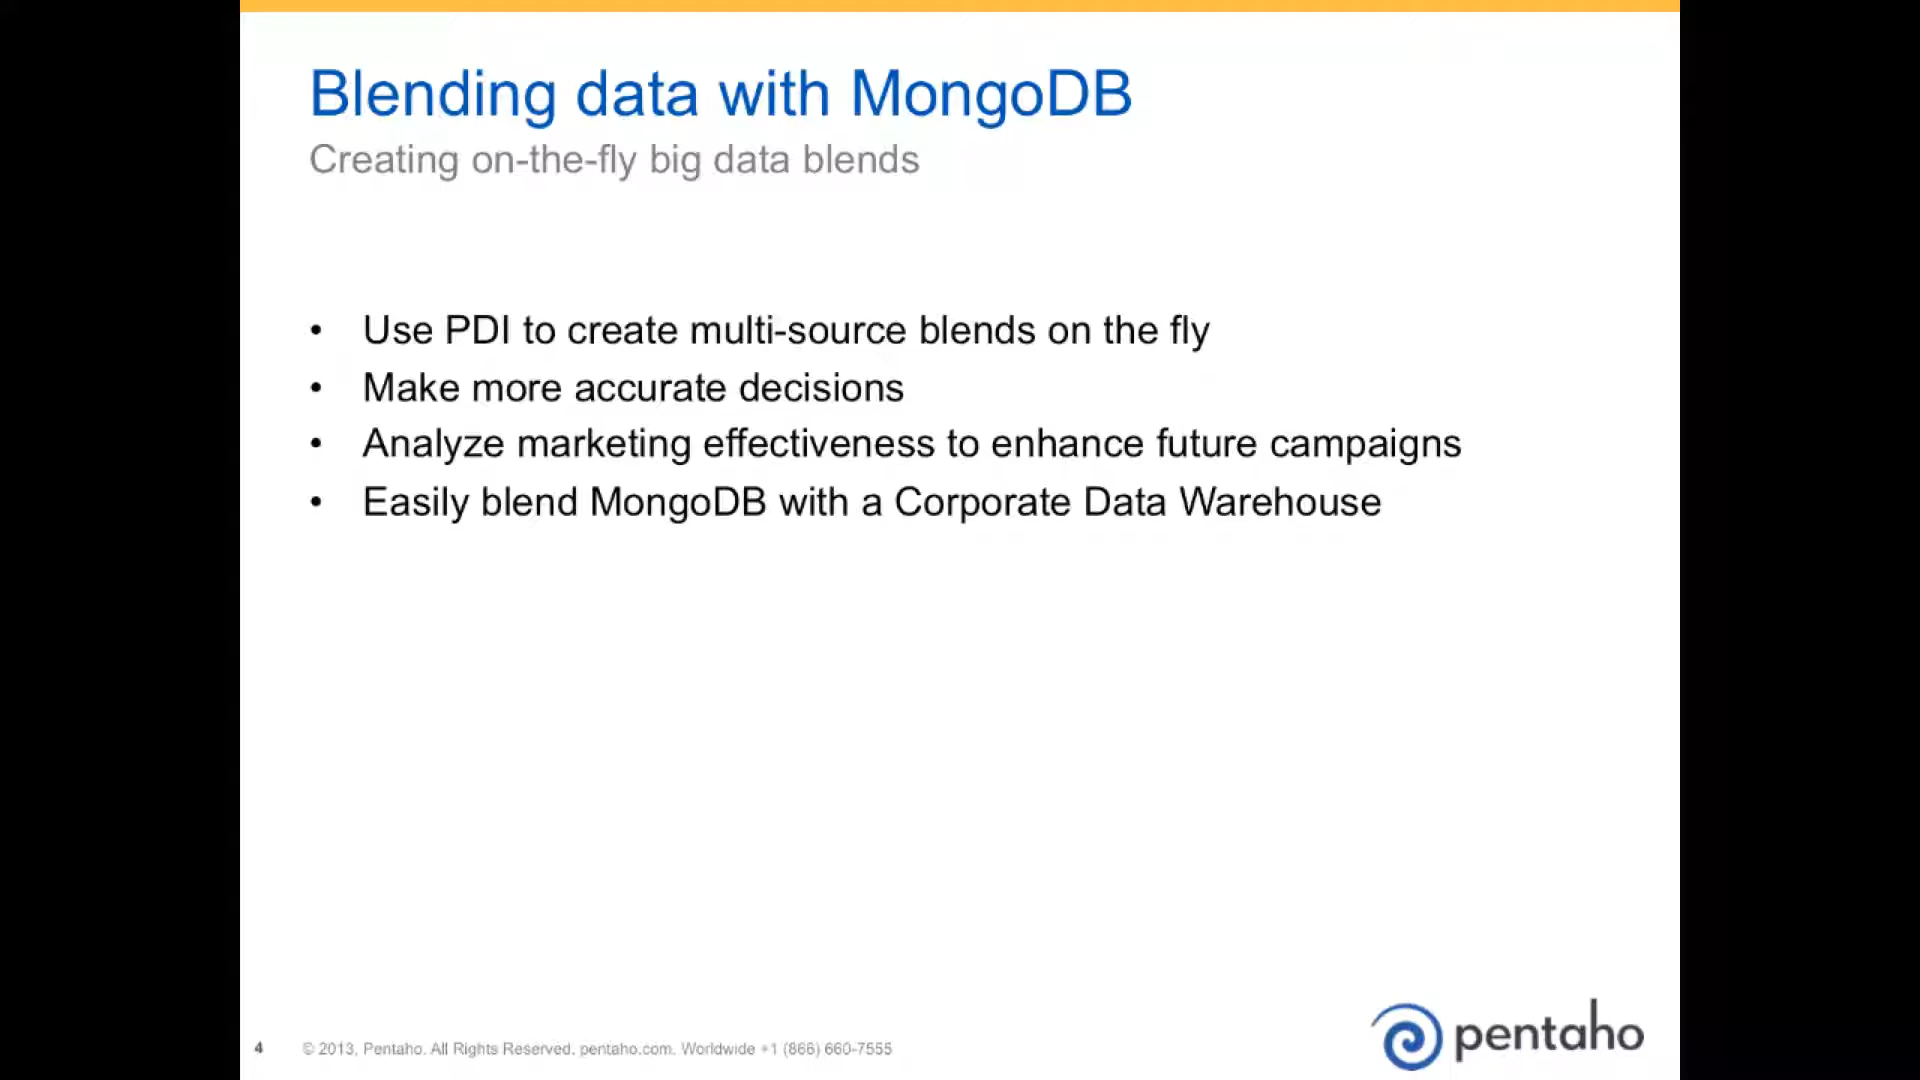 Blending data with MongoDB
Creating on-the-fly big data blends
• Use PDI to create multi-source blends on the fly
• Make more accurate decisions
• Analyze marketing effectiveness to enhance future campaigns
• Easily blend MongoDB with a Corporate Data Warehouse
4 © 2013, Pentaho. All Rights Reserved. pentaho.com. Worldwide +1 (866) 660-7555
pentaho